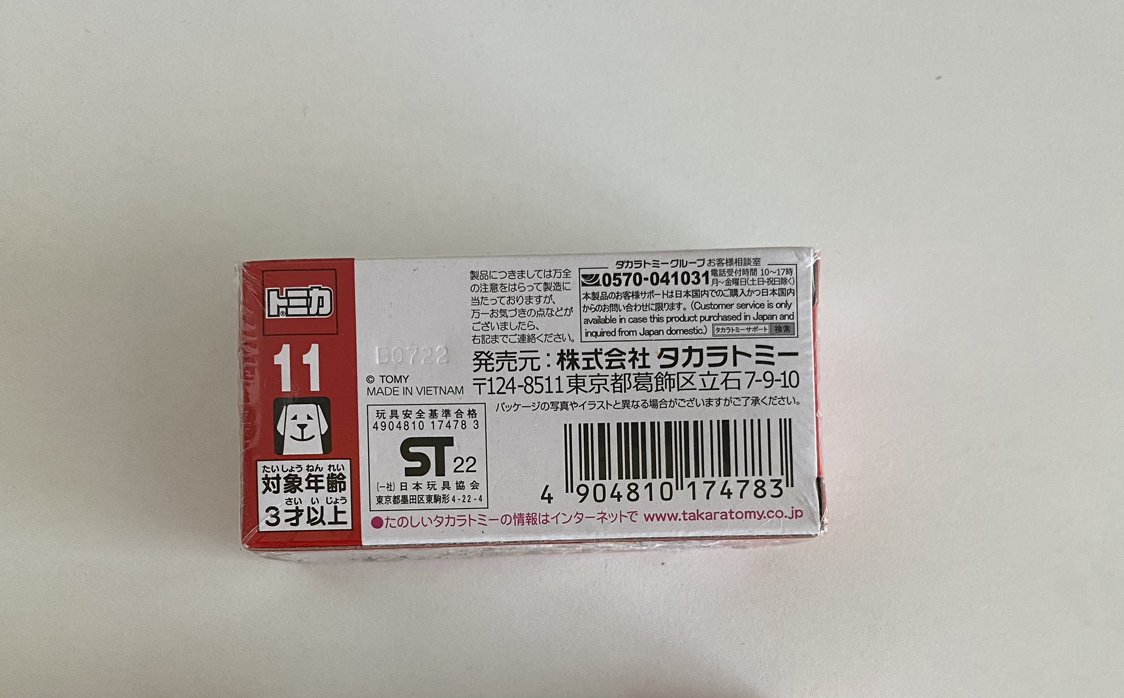 トミカ®
11
たいしょうねんれい
対象年齢
さいいじょう
3才以上
製品につきましては万全
の注意をはらって製造に
当たっておりますが、
万一お気づきの点などが
ございましたら、
右記までご連絡ください。
タカラトミーグループ お客様相談室
0570-041031 電話受付時間 10〜17時
月〜金曜日(土日・祝日除く)
本製品のお客様サポートは日本国内でのご購入かつ日本国内
からのお問い合わせに限ります。(Customer service is only
available in case this product purchased in Japan and
inquired from Japan domestic.) タカラトミーサポート 検索
B0722
© TOMY
MADE IN VIETNAM
発売元：株式会社 タカラトミー
〒124-8511東京都葛飾区立石7-9-10
パッケージの写真やイラストと異なる場合がございますがご了承ください。
玩具安全基準合格
4904810 17478 3
ST 22
(一社)日本玩具協会
東京都墨田区東駒形4-22-4
4 904810 174783
●たのしいタカラトミーの情報はインターネットで www.takaratomy.co.jp